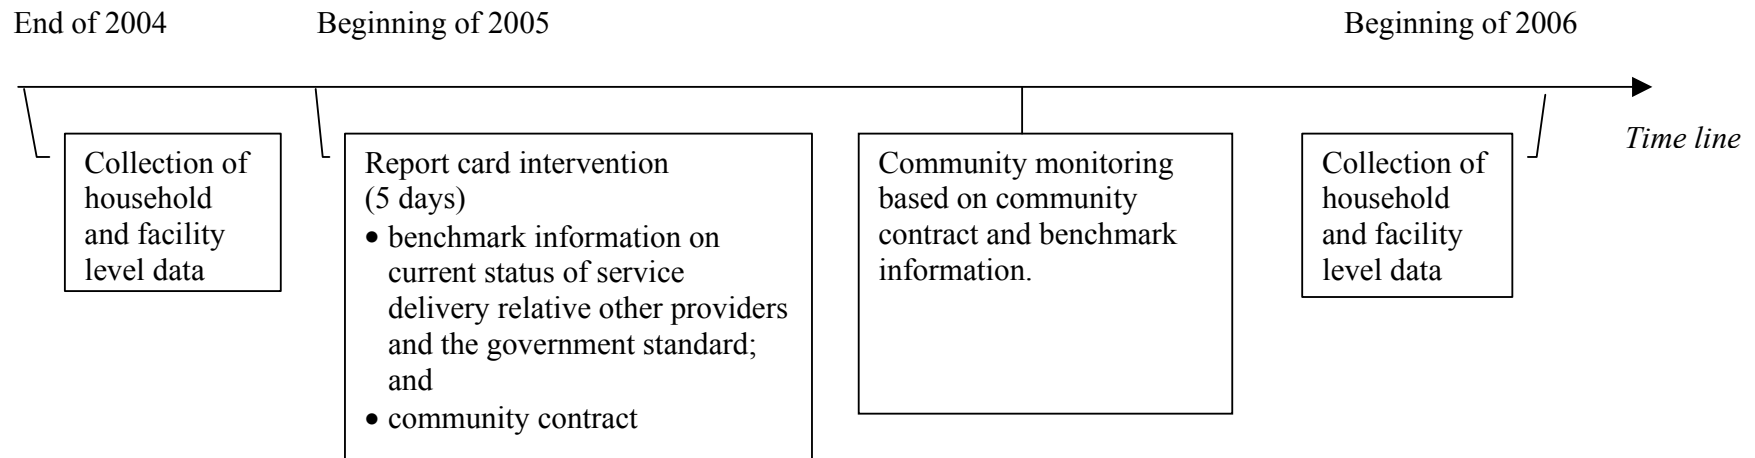 End of 2004
Beginning of 2005
Beginning of 2006
Time line
Collection of
household
and facility
level data
Report card intervention
(5 days)
• benchmark information on
current status of service
delivery relative other providers
and the government standard;
and
• community contract
Community monitoring
based on community
contract and benchmark
information.
Collection of
household
and facility
level data